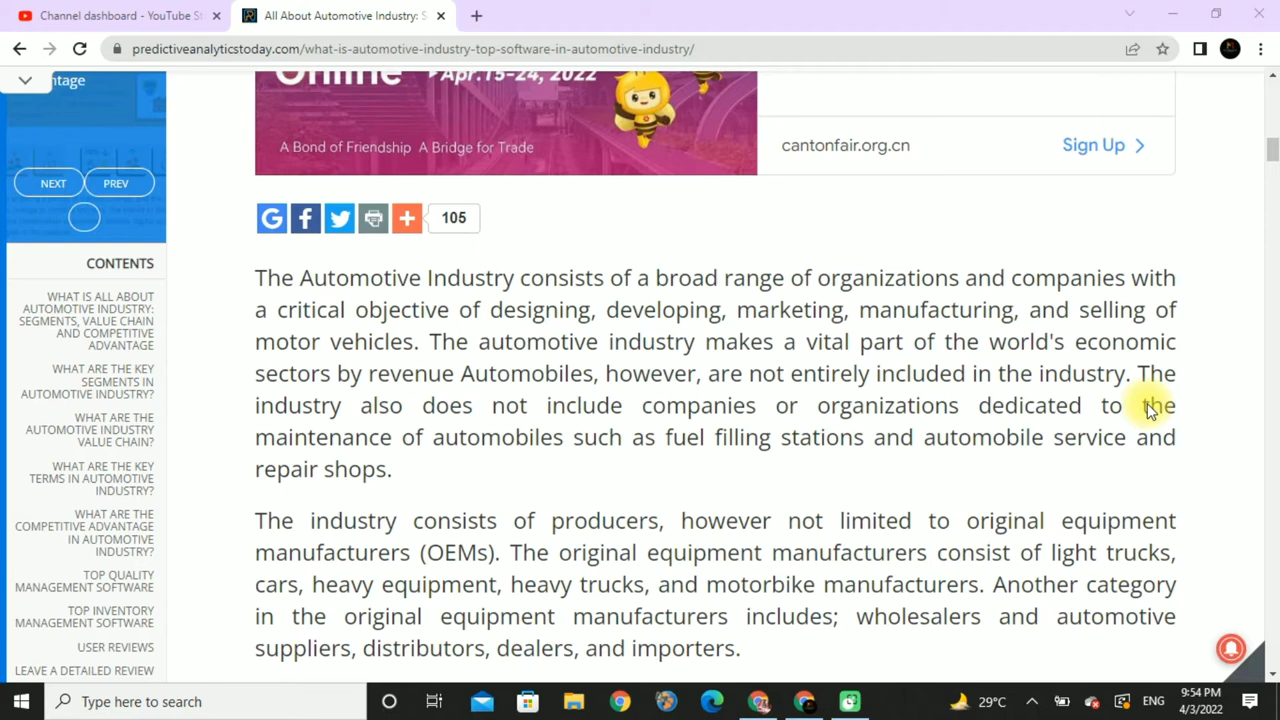 Channel dashboard - YouTube St
All About Automotive Industry: S
predictiveanalyticstoday.com/what-is-automotive-industry-top-software-in-automotive-industry/
ntage
Online
Apr.15-24, 2022
A Bond of Friendship A Bridge for Trade
cantonfair.org.cn
Sign Up
NEXT
PREV
105
CONTENTS
WHAT IS ALL ABOUT
AUTOMOTIVE INDUSTRY:
SEGMENTS, VALUE CHAIN
AND COMPETITIVE
ADVANTAGE
WHAT ARE THE KEY
SEGMENTS IN
AUTOMOTIVE INDUSTRY?
WHAT ARE THE
AUTOMOTIVE INDUSTRY
VALUE CHAIN?
WHAT ARE THE KEY
TERMS IN AUTOMOTIVE
INDUSTRY?
WHAT ARE THE
COMPETITIVE ADVANTAGE
IN AUTOMOTIVE
INDUSTRY?
TOP QUALITY
MANAGEMENT SOFTWARE
TOP INVENTORY
MANAGEMENT SOFTWARE
USER REVIEWS
LEAVE A DETAILED REVIEW
The Automotive Industry consists of a broad range of organizations and companies with
a critical objective of designing, developing, marketing, manufacturing, and selling of
motor vehicles. The automotive industry makes a vital part of the world's economic
sectors by revenue Automobiles, however, are not entirely included in the industry. The
industry also does not include companies or organizations dedicated to the
maintenance of automobiles such as fuel filling stations and automobile service and
repair shops.
The industry consists of producers, however not limited to original equipment
manufacturers (OEMs). The original equipment manufacturers consist of light trucks,
cars, heavy equipment, heavy trucks, and motorbike manufacturers. Another category
in the original equipment manufacturers includes; wholesalers and automotive
suppliers, distributors, dealers, and importers.
Type here to search
29°C
ENG
9:54 PM
4/3/2022